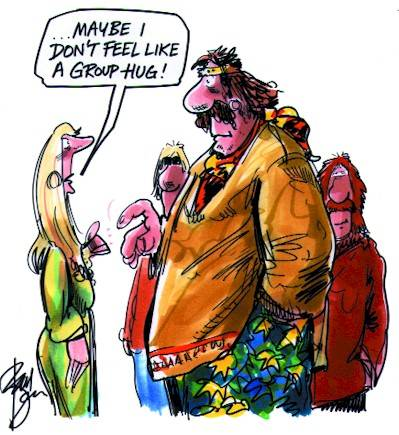 ...MAYBE I
DON'T FEEL LIKE
A GROUP HUG!